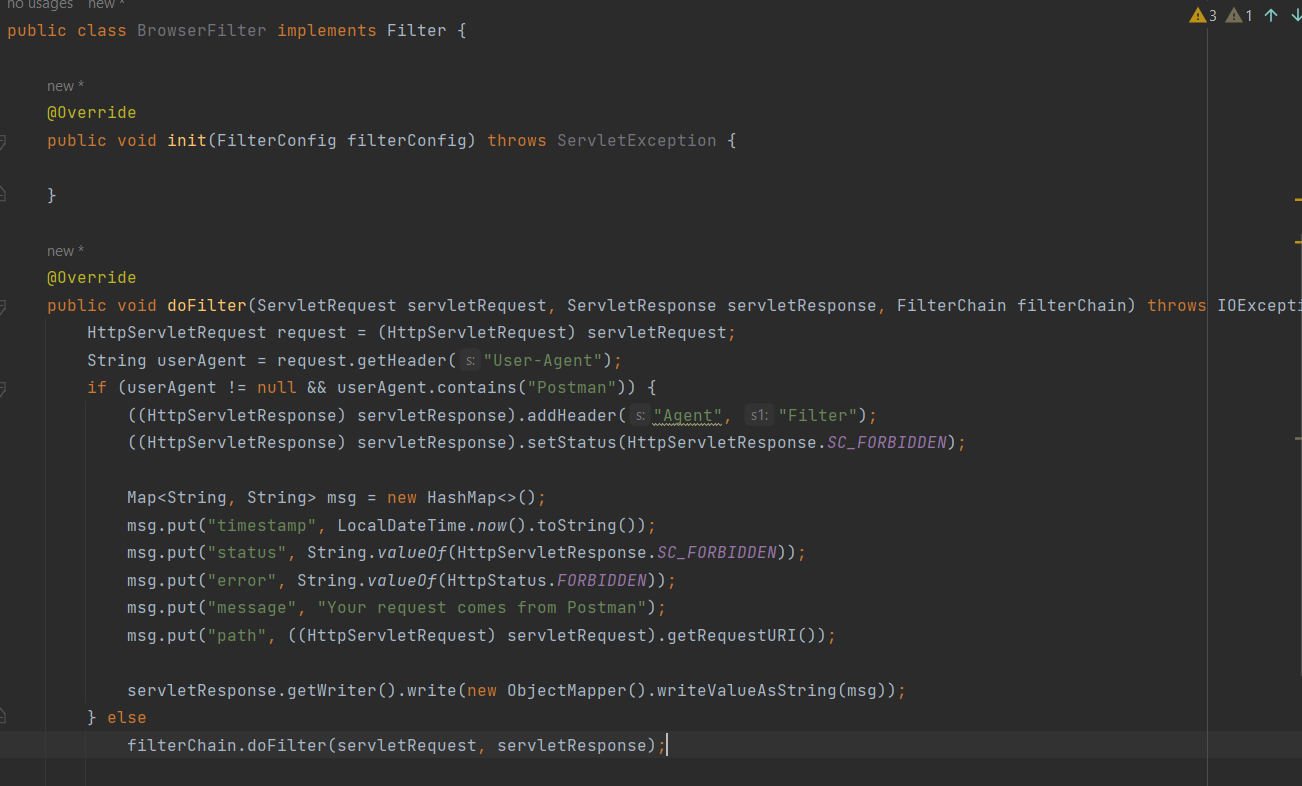 no usages new *
3 1
public class BrowserFilter implements Filter {
new *
@Override
public void init(FilterConfig filterConfig) throws ServletException {
}
new *
@Override
public void doFilter(ServletRequest servletRequest, ServletResponse servletResponse, FilterChain filterChain) throws IOExcepti
HttpServletRequest request = (HttpServletRequest) servletRequest;
String userAgent = request.getHeader( s: "User-Agent");
if (userAgent != null && userAgent.contains("Postman")) {
((HttpServletResponse) servletResponse).addHeader( s: "Agent", s1: "Filter");
((HttpServletResponse) servletResponse).setStatus(HttpServletResponse.SC_FORBIDDEN);
Map<String, String> msg = new HashMap<>();
msg.put("timestamp", LocalDateTime.now().toString());
msg.put("status", String.valueOf(HttpServletResponse.SC_FORBIDDEN));
msg.put("error", String.valueOf(HttpStatus.FORBIDDEN));
msg.put("message", "Your request comes from Postman");
msg.put("path", ((HttpServletRequest) servletRequest).getRequestURI());
servletResponse.getWriter().write(new ObjectMapper().writeValueAsString(msg));
} else
filterChain.doFilter(servletRequest, servletResponse);